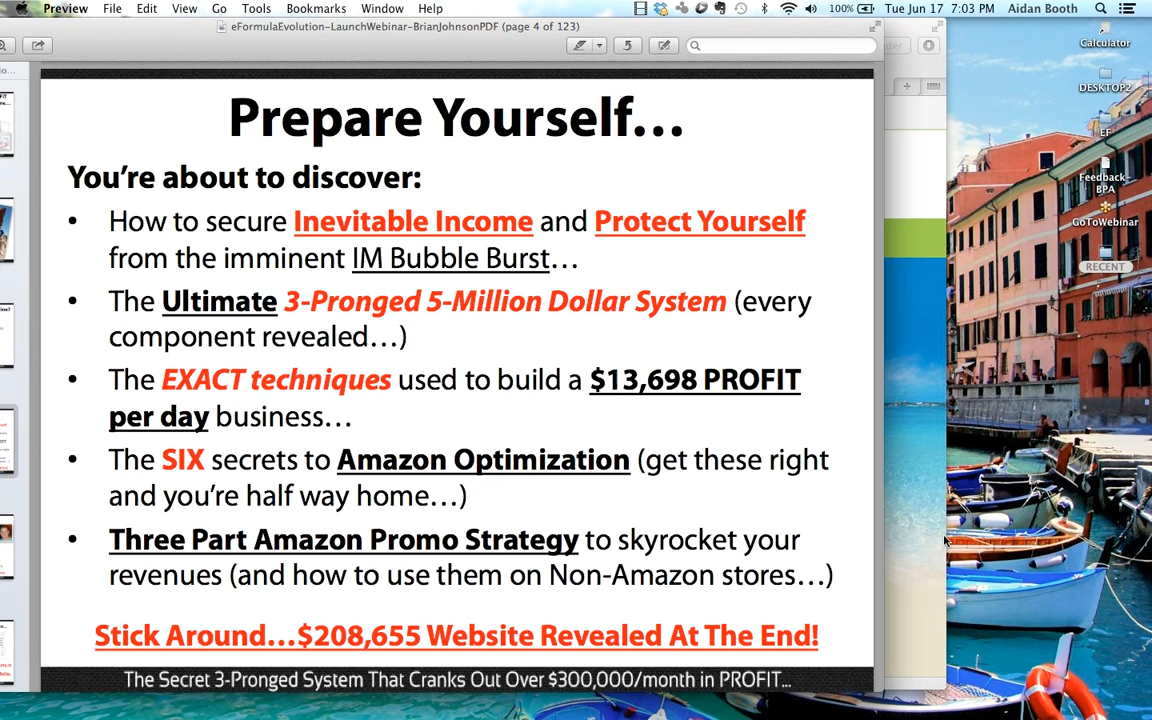 Preview File Edit View Go Tools Bookmarks Window Help 100% Tue Jun 17 7:03 PM Aidan Booth
eFormulaEvolution-LaunchWebinar-BrianJohnsonPDF (page 4 of 123)
Calculator
DESKTOP2
EF
Feedback-
BPA
GoToWebinar
RECENT
Prepare Yourself…
You're about to discover:
• How to secure Inevitable Income and Protect Yourself
from the imminent IM Bubble Burst…
• The Ultimate 3-Pronged 5-Million Dollar System (every
component revealed…)
• The EXACT techniques used to build a $13,698 PROFIT
per day business…
• The SIX secrets to Amazon Optimization (get these right
and you're half way home…)
• Three Part Amazon Promo Strategy to skyrocket your
revenues (and how to use them on Non-Amazon stores…)
Stick Around…$208,655 Website Revealed At The End!
The Secret 3-Pronged System That Cranks Out Over $300,000/month in PROFIT...